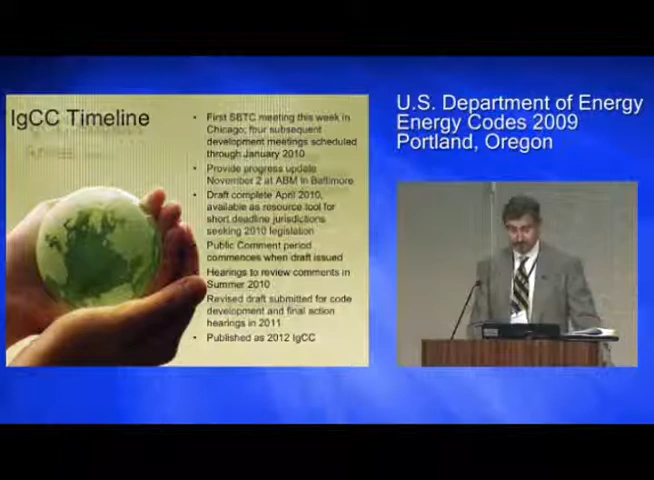 IgCC Timeline
• First SBTC meeting this week in
Chicago; four subsequent
development meetings scheduled
through January 2010
• Provide progress update
November 2 at ABM in Baltimore
• Draft complete April 2010,
available as resource tool for
short deadline jurisdictions
seeking 2010 legislation
• Public Comment period
commences when draft issued
• Hearings to review comments in
Summer 2010
• Revised draft submitted for code
development and final action
hearings in 2011
• Published as 2012 IgCC
U.S. Department of Energy
Energy Codes 2009
Portland, Oregon